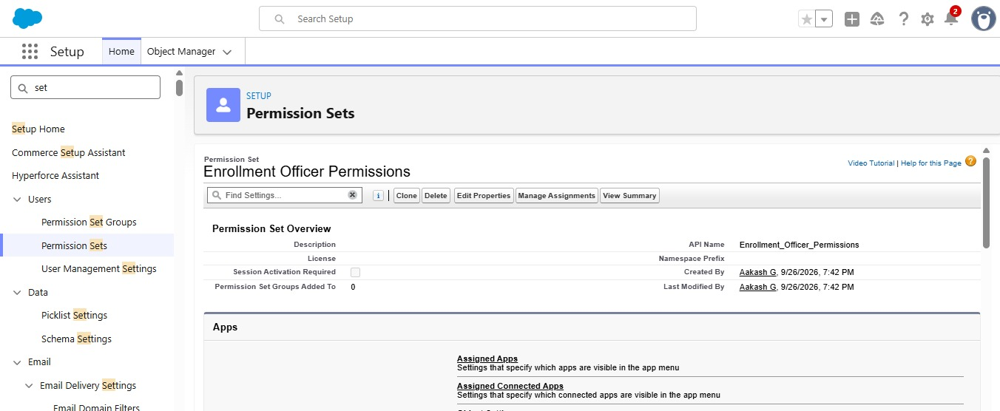 Search Setup
2
Setup
Home
Object Manager
set
Setup Home
Commerce Setup Assistant
Hyperforce Assistant
Users
Permission Set Groups
Permission Sets
User Management Settings
Data
Picklist Settings
Schema Settings
Email
Email Delivery Settings
Email Domain Filters
SETUP
Permission Sets
Permission Set
Enrollment Officer Permissions
Video Tutorial | Help for this Page
Find Settings...
i
Clone
Delete
Edit Properties
Manage Assignments
View Summary
Permission Set Overview
Description
API Name Enrollment_Officer_Permissions
License
Namespace Prefix
Session Activation Required
Created By Aakash G, 9/26/2026, 7:42 PM
Permission Set Groups Added To 0
Last Modified By Aakash G, 9/26/2026, 7:42 PM
Apps
Assigned Apps
Settings that specify which apps are visible in the app menu
Assigned Connected Apps
Settings that specify which connected apps are visible in the app menu